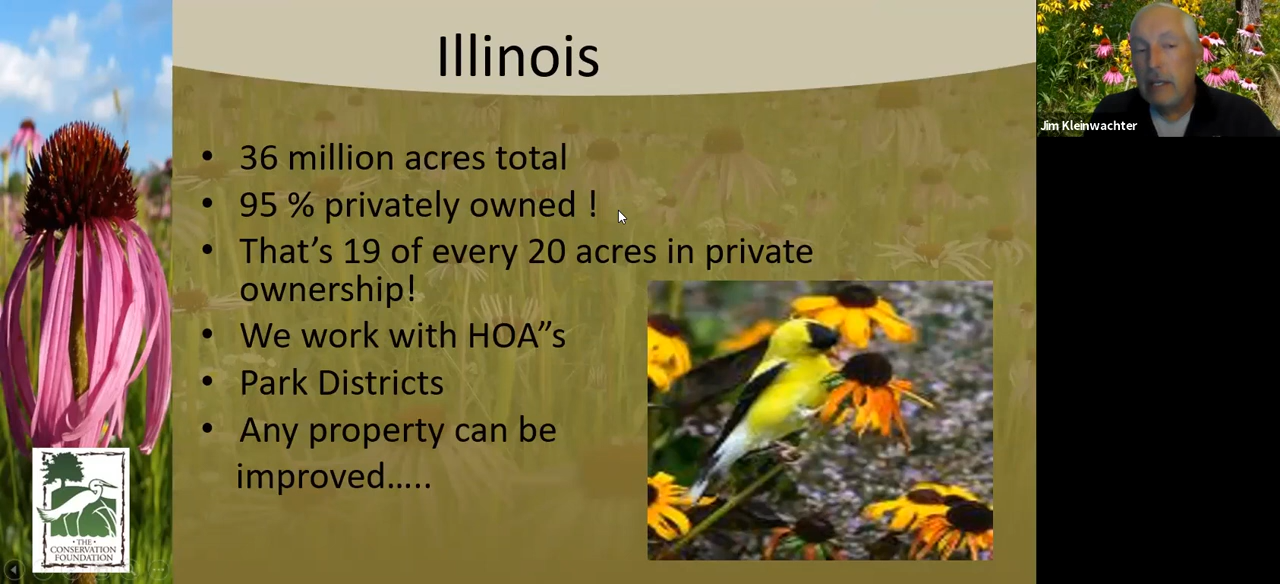 Illinois
• 36 million acres total
• 95 % privately owned !
• That’s 19 of every 20 acres in private
ownership!
• We work with HOA”s
• Park Districts
• Any property can be
improved…..
Jim Kleinwachter
• THE •
CONSERVATION
FOUNDATION